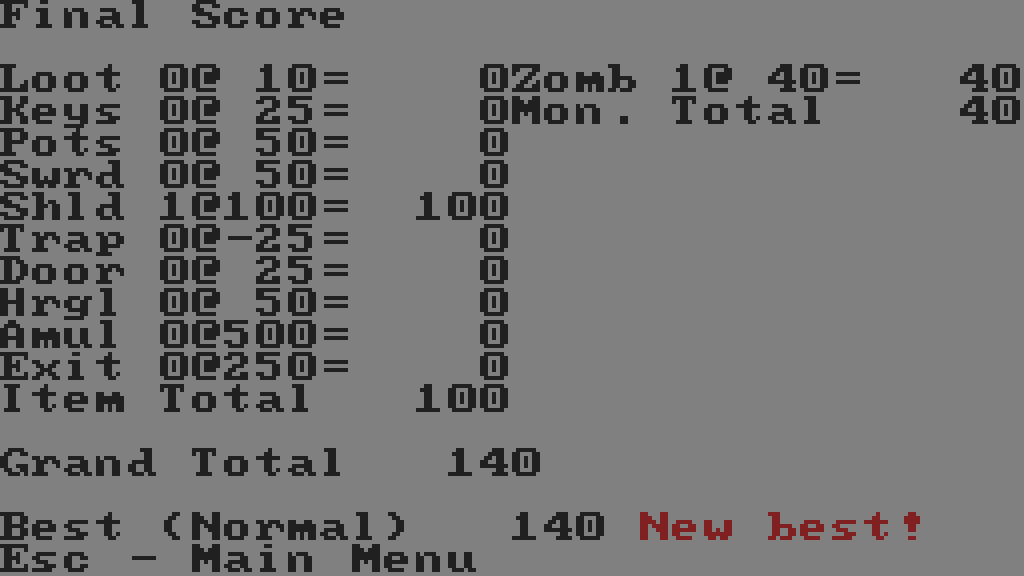 Final Score
Loot 0@ 10=    0Zomb 1@ 40=   40
Keys 0@ 25=    0Mon. Total    40
Pots 0@ 50=    0
Swrd 0@ 50=    0
Shld 1@100=  100
Trap 0@-25=    0
Door 0@ 25=    0
Hrgl 0@ 50=    0
Amul 0@500=    0
Exit 0@250=    0
Item Total   100
Grand Total   140
Best (Normal)   140 New best!
Esc - Main Menu